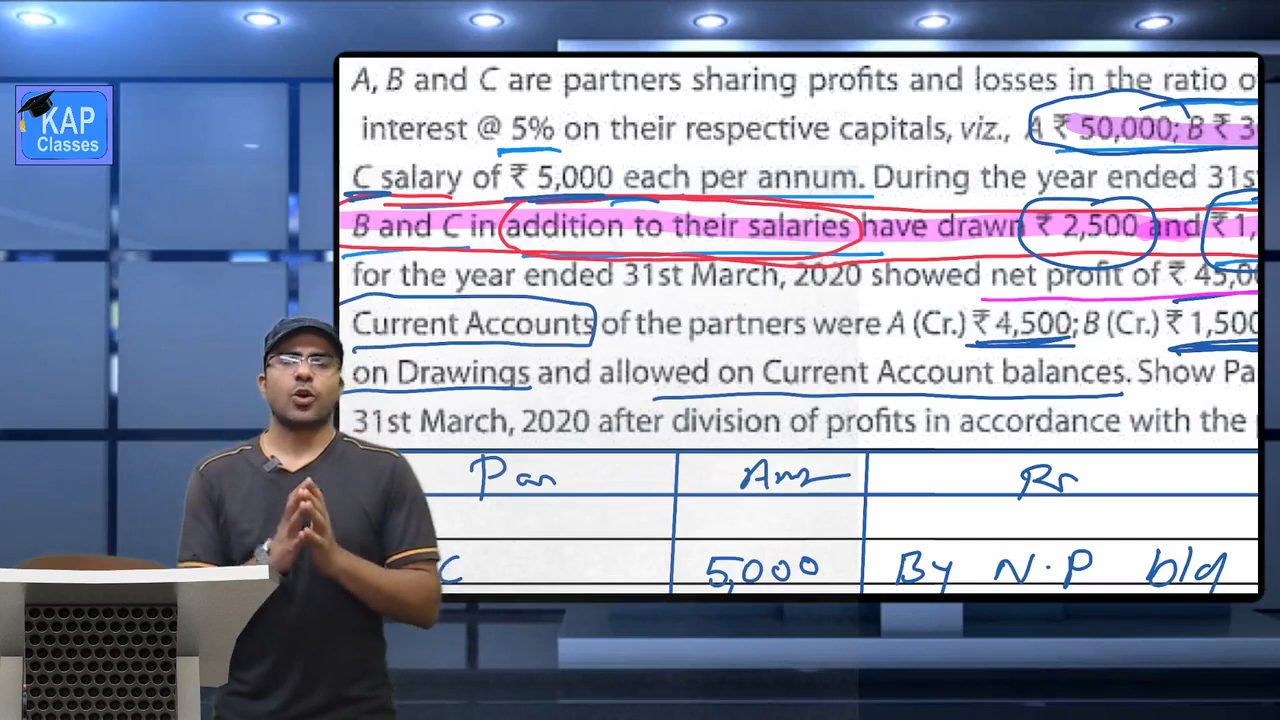 KAP
Classes
A, B and C are partners sharing profits and losses in the ratio o
interest @ 5% on their respective capitals, viz., A ₹ 50,000; B ₹ 3
C salary of ₹ 5,000 each per annum. During the year ended 31s
B and C in addition to their salaries have drawn ₹ 2,500 and ₹ 1,
for the year ended 31st March, 2020 showed net profit of ₹ 45,0
Current Accounts of the partners were A (Cr.) ₹ 4,500; B (Cr.) ₹ 1,500
on Drawings and allowed on Current Account balances. Show Pa
31st March, 2020 after division of profits in accordance with the
Par
C 5,000 By N.P b/d